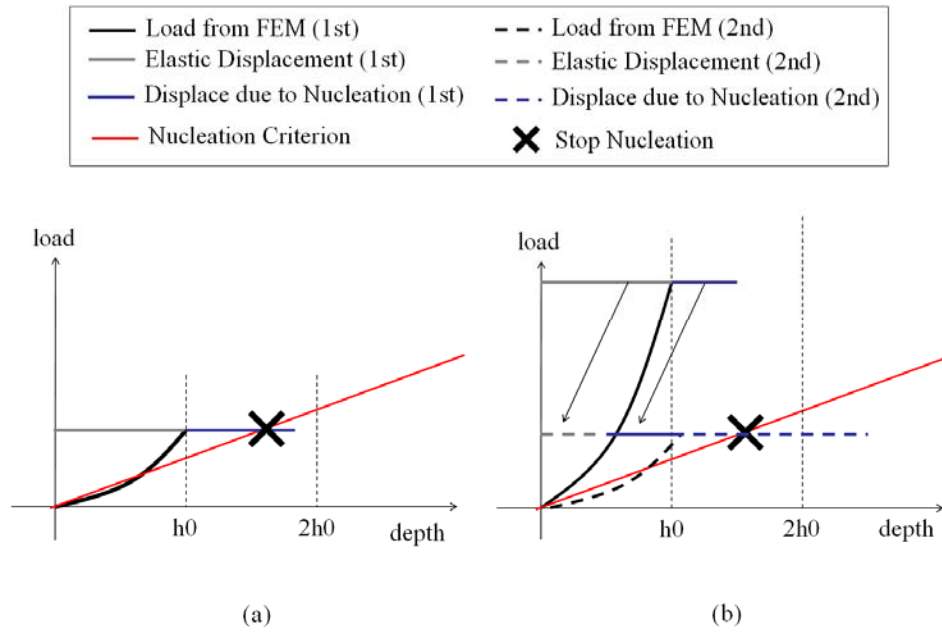 Load from FEM (1st)
Load from FEM (2nd)
Elastic Displacement (1st)
Elastic Displacement (2nd)
Displace due to Nucleation (1st)
Displace due to Nucleation (2nd)
Nucleation Criterion
Stop Nucleation
load
load
h0
2h0
depth
h0
2h0
depth
(a)
(b)